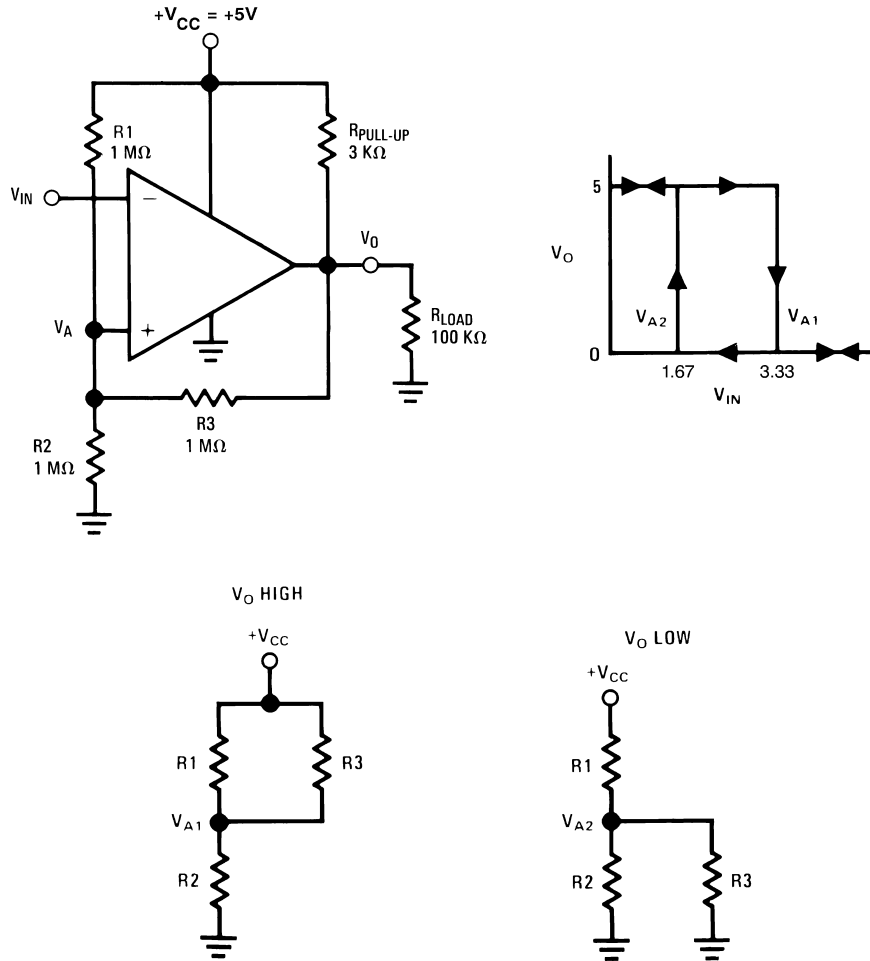 +VCC = +5V
R1
1 MΩ
RPULL-UP
3 KΩ
VIN
−
VO
VA
+
RLOAD
100 KΩ
R3
1 MΩ
R2
1 MΩ
5
VO
VA2
VA1
0
1.67
3.33
VIN
VO HIGH
+VCC
R1
R3
VA1
R2
VO LOW
+VCC
R1
VA2
R2
R3